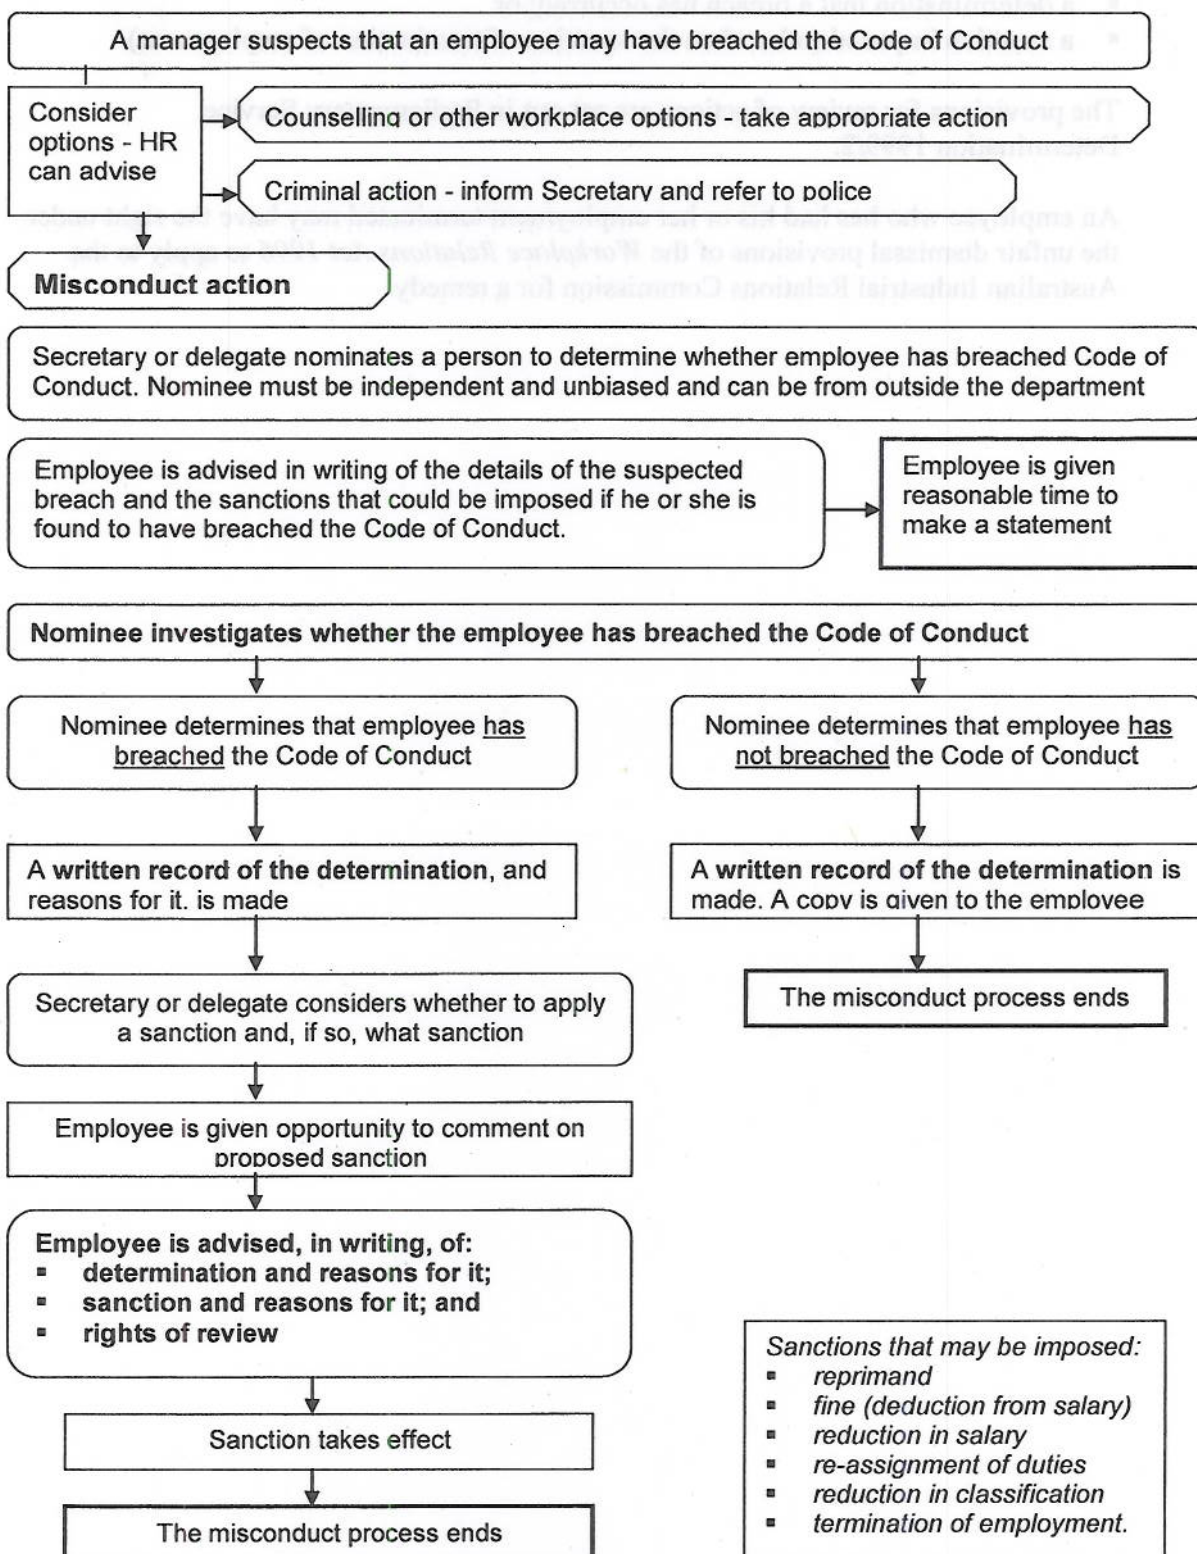 A manager suspects that an employee may have breached the Code of Conduct
Consider
options - HR
can advise
Counselling or other workplace options - take appropriate action
Criminal action - inform Secretary and refer to police
Misconduct action
Secretary or delegate nominates a person to determine whether employee has breached Code of
Conduct. Nominee must be independent and unbiased and can be from outside the department
Employee is advised in writing of the details of the suspected
breach and the sanctions that could be imposed if he or she is
found to have breached the Code of Conduct.
Employee is given
reasonable time to
make a statement
Nominee investigates whether the employee has breached the Code of Conduct
Nominee determines that employee has
breached the Code of Conduct
Nominee determines that employee has
not breached the Code of Conduct
A written record of the determination, and
reasons for it, is made
A written record of the determination is
made. A copy is given to the employee
Secretary or delegate considers whether to apply
a sanction and, if so, what sanction
The misconduct process ends
Employee is given opportunity to comment on
proposed sanction
Employee is advised, in writing, of:
▪ determination and reasons for it;
▪ sanction and reasons for it; and
▪ rights of review
Sanction takes effect
The misconduct process ends
Sanctions that may be imposed:
▪ reprimand
▪ fine (deduction from salary)
▪ reduction in salary
▪ re-assignment of duties
▪ reduction in classification
▪ termination of employment.